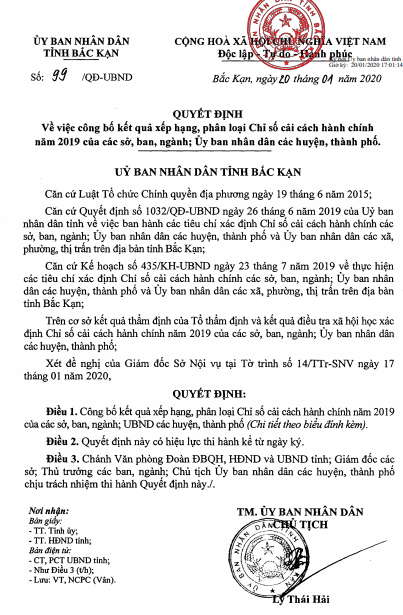 ỦY BAN NHÂN DÂN
TỈNH BẮC KẠN
CỘNG HOÀ XÃ HỘI CHỦ NGHĨA VIỆT NAM
Độc lập - Tự do - Hạnh phúc
Giờ ký: 20/01/2020 17:01:14
Số: 99 /QĐ-UBND
Bắc Kạn, ngày 20 tháng 01 năm 2020
QUYẾT ĐỊNH
Về việc công bố kết quả xếp hạng, phân loại Chỉ số cải cách hành chính
năm 2019 của các sở, ban, ngành; Ủy ban nhân dân các huyện, thành phố.
UỶ BAN NHÂN DÂN TỈNH BẮC KẠN
Căn cứ Luật Tổ chức Chính quyền địa phương ngày 19 tháng 6 năm 2015;
Căn cứ Quyết định số 1032/QĐ-UBND ngày 26 tháng 6 năm 2019 của Uỷ ban
nhân dân tỉnh về việc ban hành các tiêu chí xác định Chỉ số cải cách hành chính các
sở, ban, ngành; Ủy ban nhân dân các huyện, thành phố và Ủy ban nhân dân các xã,
phường, thị trấn trên địa bàn tỉnh Bắc Kạn;
Căn cứ Kế hoạch số 435/KH-UBND ngày 23 tháng 7 năm 2019 về thực hiện
các tiêu chí xác định Chỉ số cải cách hành chính các sở, ban, ngành; Ủy ban nhân
dân các huyện, thành phố và Ủy ban nhân dân các xã, phường, thị trấn trên địa bàn
tỉnh Bắc Kạn;
Trên cơ sở kết quả thẩm định của Tổ thẩm định và kết quả điều tra xã hội học xác
định Chỉ số cải cách hành chính năm 2019 của các sở, ban, ngành; Ủy ban nhân dân
các huyện, thành phố;
Xét đề nghị của Giám đốc Sở Nội vụ tại Tờ trình số 14/TTr-SNV ngày 17
tháng 01 năm 2020,
QUYẾT ĐỊNH:
Điều 1. Công bố kết quả xếp hạng, phân loại Chỉ số cải cách hành chính năm 2019
của các sở, ban, ngành; UBND các huyện, thành phố (Chi tiết theo biểu đính kèm).
Điều 2. Quyết định này có hiệu lực thi hành kể từ ngày ký.
Điều 3. Chánh Văn phòng Đoàn ĐBQH, HĐND và UBND tỉnh; Giám đốc các
sở; Thủ trưởng các ban, ngành; Chủ tịch Ủy ban nhân dân các huyện, thành phố
chịu trách nhiệm thi hành Quyết định này./.
Nơi nhận:
Bản giấy:
- TT. Tỉnh ủy;
- TT. HĐND tỉnh;
Bản điện tử:
- CT, PCT UBND tỉnh;
- Như Điều 3 (t/h);
- Lưu: VT, NCPC (Vân).
TM. ỦY BAN NHÂN DÂN
CHỦ TỊCH
Lý Thái Hải